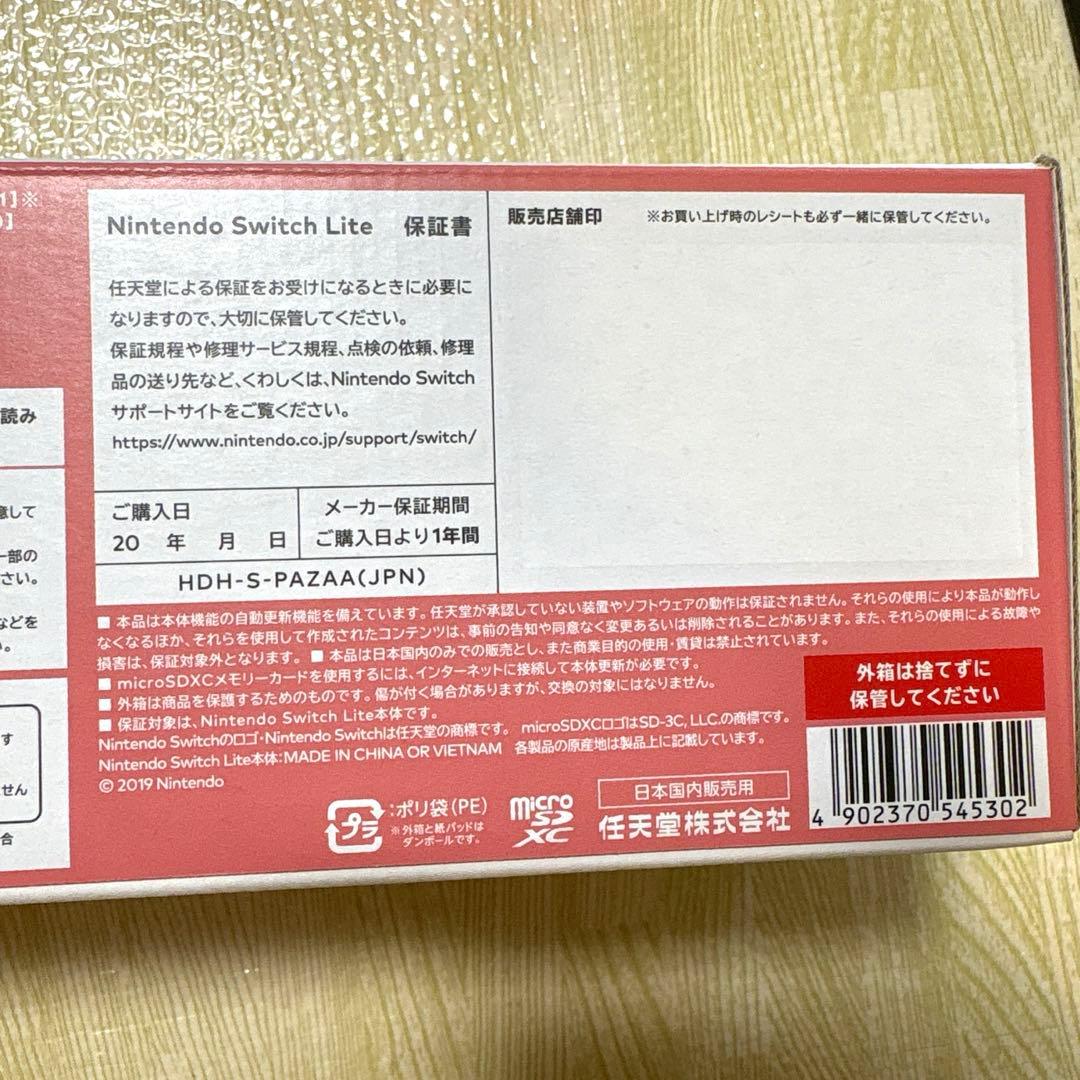 1]※
0]
Nintendo Switch Lite 保証書
任天堂による保証をお受けになるときに必要に
なりますので、大切に保管してください。
保証規程や修理サービス規程、点検の依頼、修理
品の送り先など、くわしくは、Nintendo Switch
サポートサイトをご覧ください。
https://www.nintendo.co.jp/support/switch/
ご購入日
20 年 月 日
メーカー保証期間
ご購入日より1年間
HDH-S-PAZAA(JPN)
販売店舗印 ※お買い上げ時のレシートも必ず一緒に保管してください。
読み
意して
一部の
さい。
などを
い。
す
せん
合
■ 本品は本体機能の自動更新機能を備えています。任天堂が承認していない装置やソフトウェアの動作は保証されません。それらの使用により本品が動作し
なくなるほか、それらを使用して作成されたコンテンツは、事前の告知や同意なく変更あるいは削除されることがあります。また、それらの使用による故障や
損害は、保証対象外となります。 ■ 本品は日本国内のみでの販売とし、また商業目的の使用・賃貸は禁止されています。
■ microSDXCメモリーカードを使用するには、インターネットに接続して本体更新が必要です。
■ 外箱は商品を保護するためのものです。傷が付く場合がありますが、交換の対象にはなりません。
■ 保証対象は、Nintendo Switch Lite本体です。
Nintendo Switchのロゴ・Nintendo Switchは任天堂の商標です。 microSDXCロゴはSD-3C, LLC.の商標です。
Nintendo Switch Lite本体：MADE IN CHINA OR VIETNAM 各製品の原産地は製品上に記載しています。
© 2019 Nintendo
プラ
：ポリ袋（PE）
※外箱と紙パッドは
ダンボールです。
micro
SD
XC
日本国内販売用
任天堂株式会社
外箱は捨てずに
保管してください
4 902370 545302